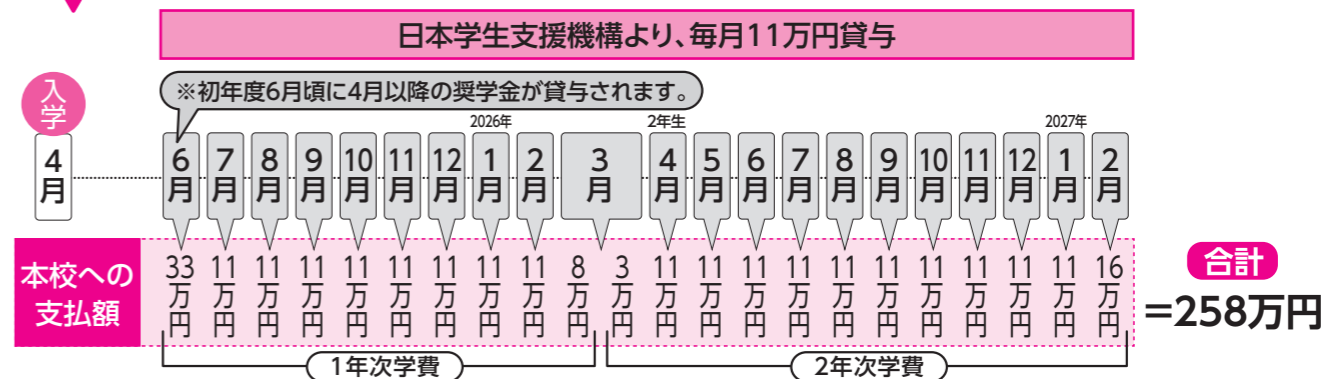 日本学生支援機構より、毎月11万円貸与
入学
※初年度6月頃に4月以降の奨学金が貸与されます。
2026年 2年生 2027年
4月 6月 7月 8月 9月 10月 11月 12月 1月 2月 3月 4月 5月 6月 7月 8月 9月 10月 11月 12月 1月 2月
本校への
支払額
33万円 11万円 11万円 11万円 11万円 11万円 11万円 11万円 11万円 8万円 3万円 11万円 11万円 11万円 11万円 11万円 11万円 11万円 11万円 11万円 11万円 16万円
合計
=258万円
1年次学費 2年次学費